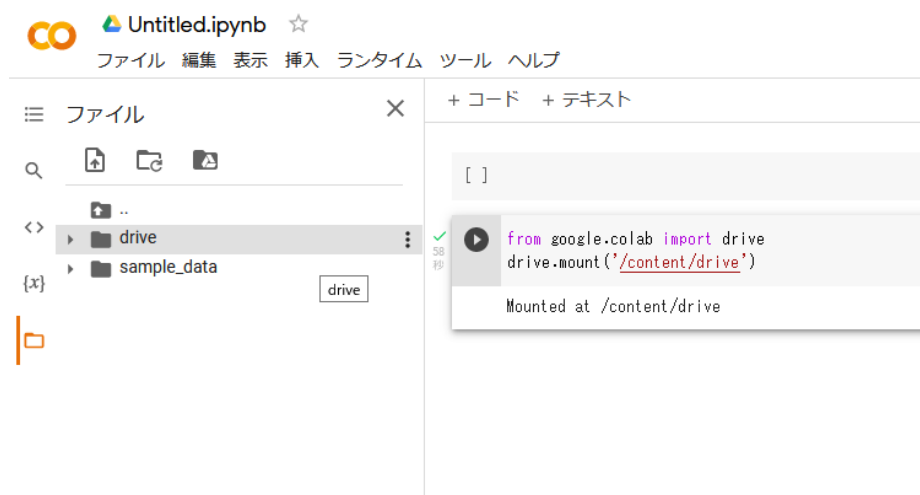 Untitled.ipynb
ファイル 編集 表示 挿入 ランタイム ツール ヘルプ
ファイル
+ コード + テキスト
..
drive
sample_data
drive
{x}
[ ]
58
秒
from google.colab import drive
drive.mount('/content/drive')
Mounted at /content/drive